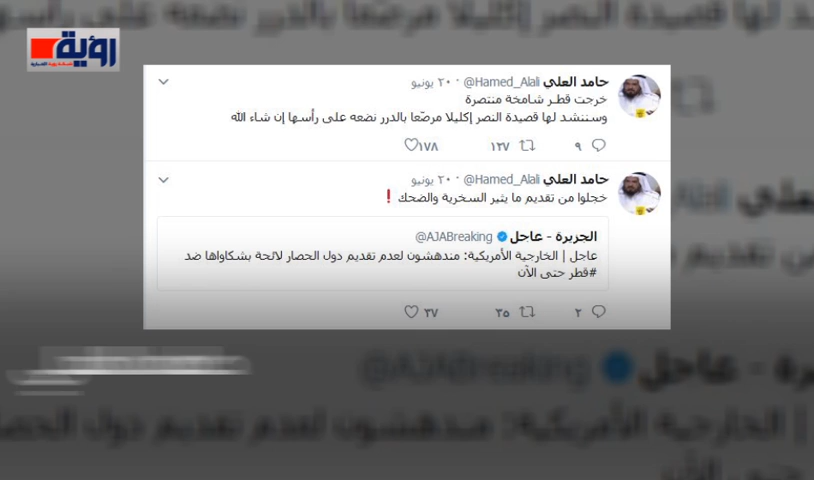 رؤية
حامد العلي @Hamed_Alali · ٢٠ يونيو
خرجت قطر شامخة منتصرة
وسننشد لها قصيدة النصر إكليلا مرصّعا بالدرر نضعه على رأسها إن شاء الله
٩ ١٢٧ ١٧٨
حامد العلي @Hamed_Alali · ٢٠ يونيو
خجلوا من تقديم ما يثير السخرية والضحك❗
الجزيرة - عاجل @AJABreaking
عاجل | الخارجية الأمريكية: مندهشون لعدم تقديم دول الحصار لائحة بشكاواها ضد
#قطر حتى الآن
٢ ٣٥ ٣٧